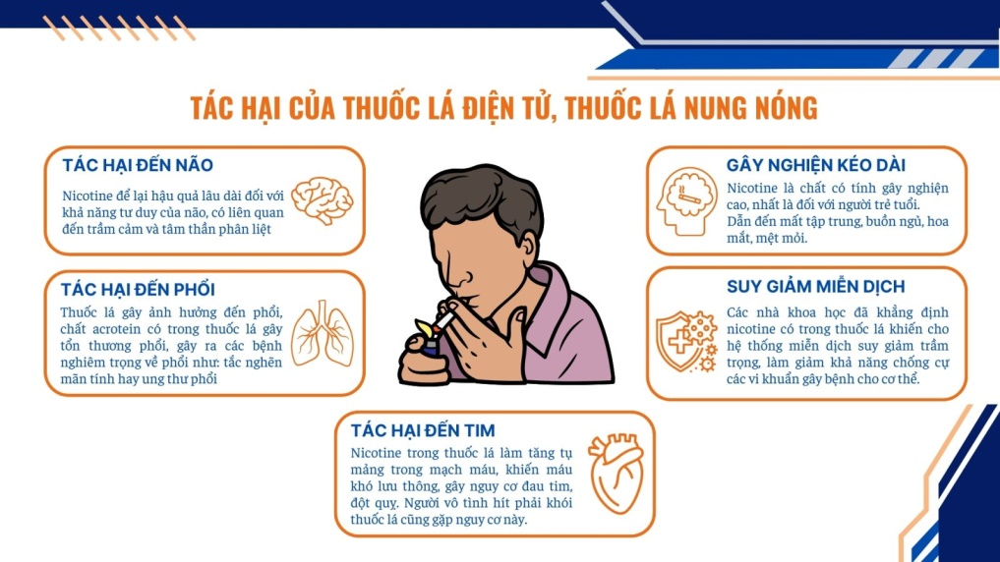 TÁC HẠI CỦA THUỐC LÁ ĐIỆN TỬ, THUỐC LÁ NUNG NÓNG
TÁC HẠI ĐẾN NÃO
Nicotine để lại hậu quả lâu dài đối với
khả năng tư duy của não, có liên quan
đến trầm cảm và tâm thần phân liệt
TÁC HẠI ĐẾN PHỔI
Thuốc lá gây ảnh hưởng đến phổi,
chất acrotein có trong thuốc lá gây
tổn thương phổi, gây ra các bệnh
nghiêm trọng về phổi như: tắc nghẽn
mãn tính hay ung thư phổi
GÂY NGHIỆN KÉO DÀI
Nicotine là chất có tính gây nghiện
cao, nhất là đối với người trẻ tuổi.
Dẫn đến mất tập trung, buồn ngủ, hoa
mắt, mệt mỏi.
SUY GIẢM MIỄN DỊCH
Các nhà khoa học đã khẳng định
nicotine có trong thuốc lá khiến cho
hệ thống miễn dịch suy giảm trầm
trọng, làm giảm khả năng chống cự
các vi khuẩn gây bệnh cho cơ thể.
TÁC HẠI ĐẾN TIM
Nicotine trong thuốc lá làm tăng tụ
mảng trong mạch máu, khiến máu
khó lưu thông, gây nguy cơ đau tim,
đột quỵ. Người vô tình hít phải khói
thuốc lá cũng gặp nguy cơ này.